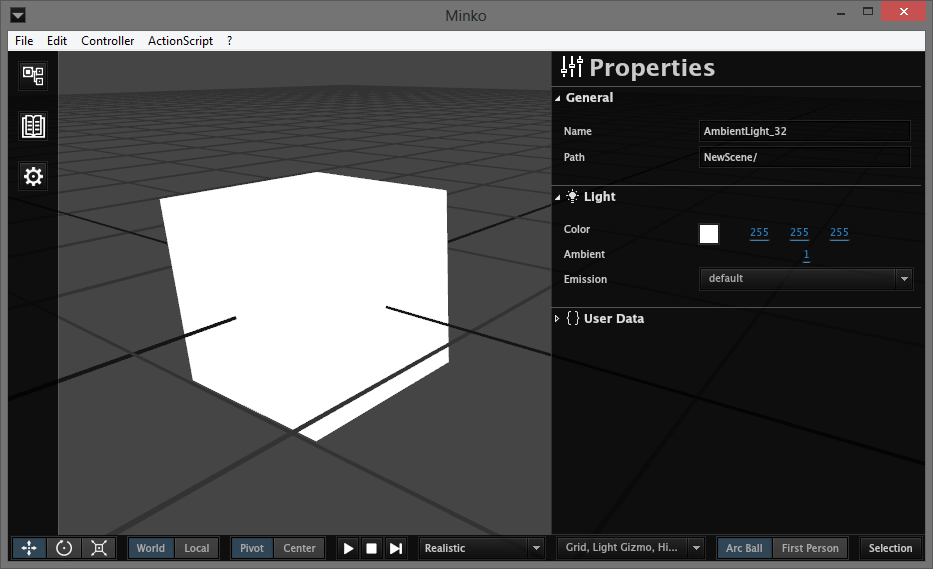 Minko
File Edit Controller ActionScript ?
Properties
General
Name AmbientLight_32
Path NewScene/
Light
Color 255 255 255
Ambient 1
Emission default
{ } User Data
World Local Pivot Center Realistic Grid, Light Gizmo, Hi... Arc Ball First Person Selection